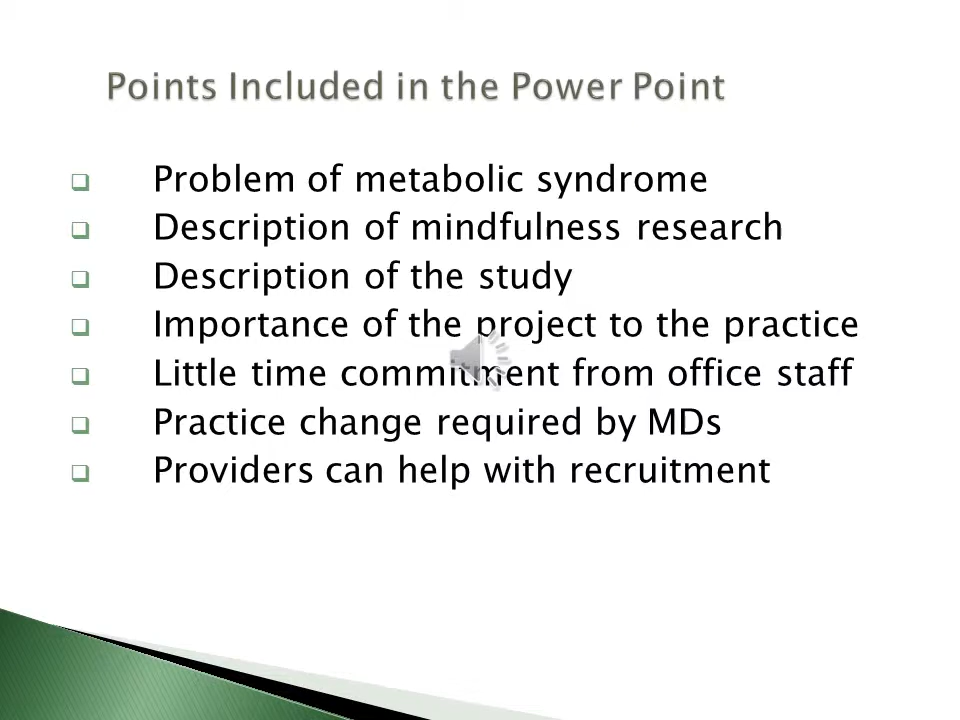 Points Included in the Power Point
Problem of metabolic syndrome
Description of mindfulness research
Description of the study
Importance of the project to the practice
Little time commitment from office staff
Practice change required by MDs
Providers can help with recruitment